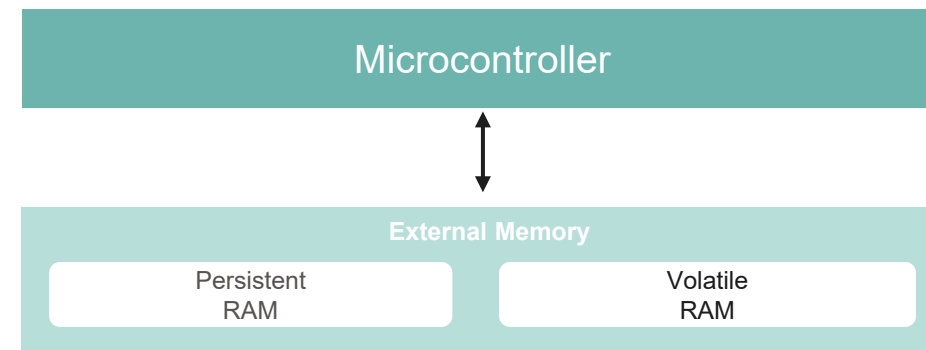 Microcontroller
External Memory
Persistent
RAM
Volatile
RAM